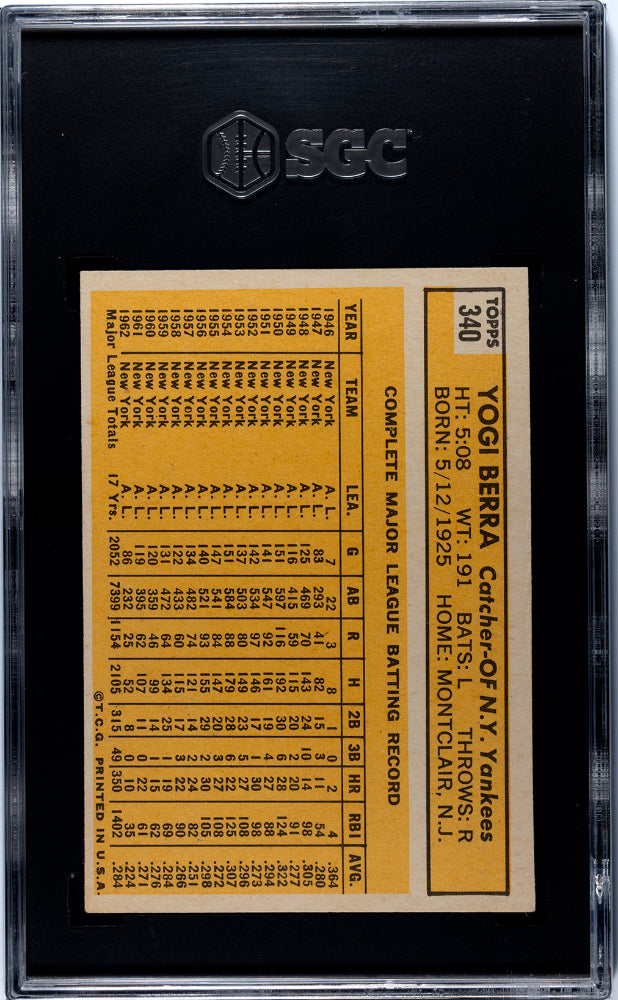 SGC
TOPPS
340
YOGI BERRA Catcher-OF N.Y. Yankees
HT: 5:08 WT: 191 BATS: L THROWS: R
BORN: 5/12/1925 HOME: MONTCLAIR, N.J.
COMPLETE MAJOR LEAGUE BATTING RECORD
YEAR TEAM LEA. G AB R H 2B 3B HR RBI AVG.
1946 New York A. L. 7 22 3 8 1 0 2 4 .364
1947 New York A. L. 83 293 41 82 15 3 11 54 .280
1948 New York A. L. 125 469 70 143 24 10 14 98 .305
1949 New York A. L. 116 415 59 115 20 2 20 91 .277
1950 New York A. L. 151 597 116 192 30 6 28 124 .322
1951 New York A. L. 141 547 92 161 19 4 27 88 .294
1952 New York A. L. 142 534 97 146 17 1 30 98 .273
1953 New York A. L. 137 503 80 149 23 5 27 108 .296
1954 New York A. L. 151 584 88 179 28 6 22 125 .307
1955 New York A. L. 147 541 84 147 20 3 27 108 .272
1956 New York A. L. 140 521 93 155 29 2 30 105 .298
1957 New York A. L. 134 482 74 121 14 2 24 82 .251
1958 New York A. L. 122 433 60 115 17 3 22 90 .266
1959 New York A. L. 131 472 64 134 25 1 19 69 .284
1960 New York A. L. 120 359 46 99 14 1 15 62 .276
1961 New York A. L. 119 395 62 107 11 0 22 61 .271
1962 New York A. L. 86 232 25 52 8 0 10 35 .224
Major League Totals 17 Yrs. 2052 7399 1154 2105 315 49 350 1402 .284
©T.C.G. PRINTED IN U.S.A.